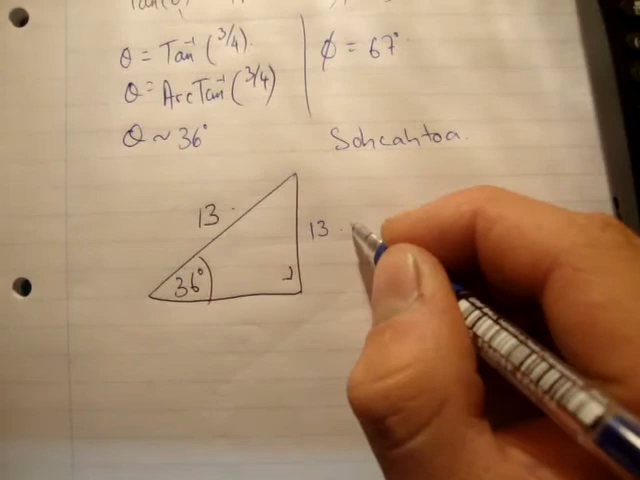 θ = Tan⁻¹(3/4)
θ = ArcTan⁻¹(3/4)
θ ~ 36°
ϕ = 67°
Sohcahtoa.
13
13
36°